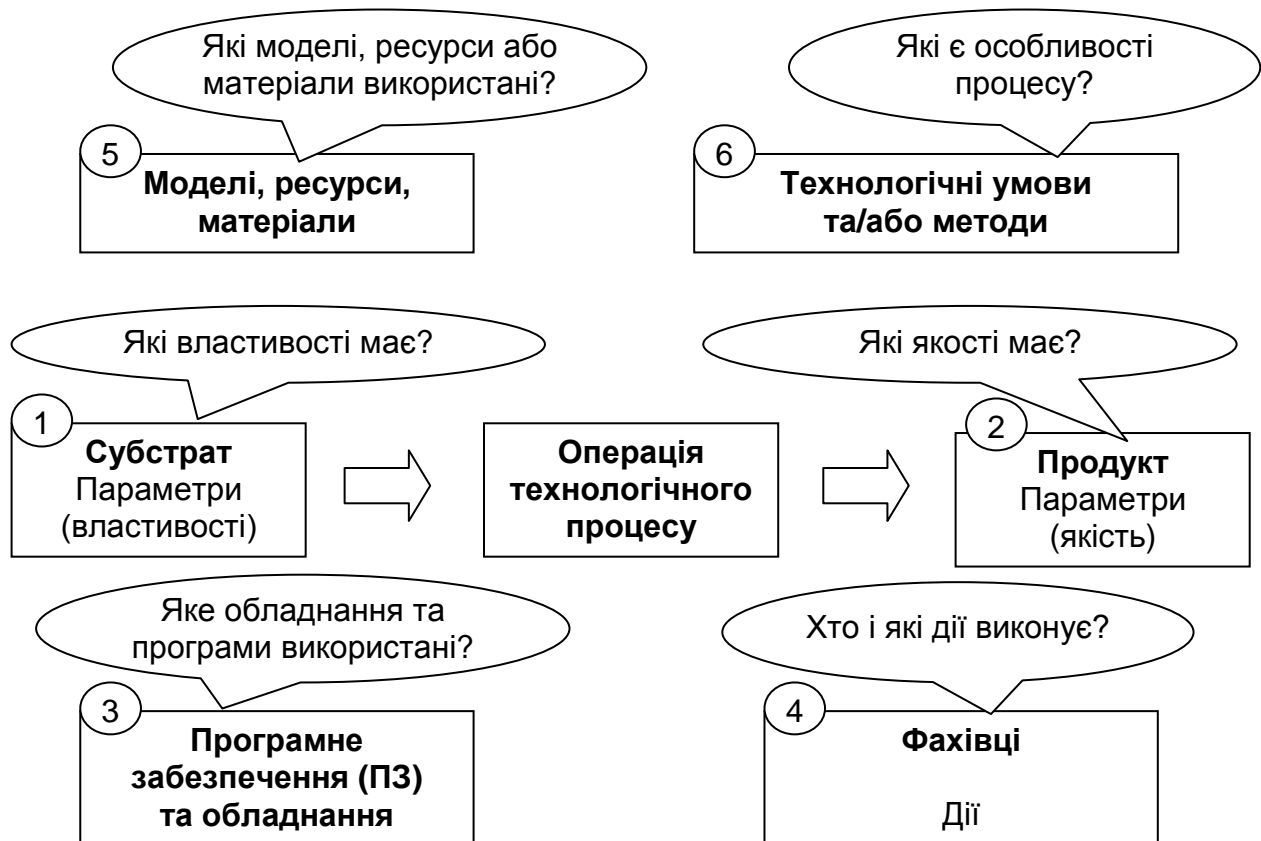 Які моделі, ресурси або
матеріали використані?
Які є особливості
процесу?
5
Моделі, ресурси,
матеріали
6
Технологічні умови
та/або методи
Які властивості має?
Які якості має?
1
Субстрат
Параметри
(властивості)
Операція
технологічного
процесу
2
Продукт
Параметри
(якість)
Яке обладнання та
програми використані?
Хто і які дії виконує?
3
Програмне
забезпечення (ПЗ)
та обладнання
4
Фахівці
Дії